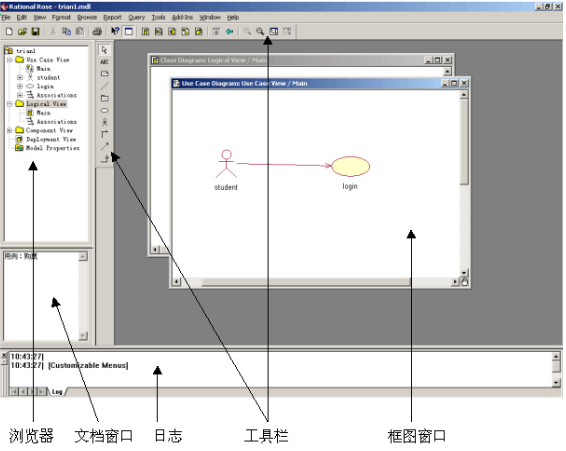 Rational Rose - trian1.mdl
File Edit View Format Browse Report Query Tools Add-Ins Window Help
trian1
Use Case View
Main
student
login
Associations
Logical View
Main
Associations
Component View
Deployment View
Model Properties
ABC
Class Diagram: Logical View / Main
Use Case Diagram: Use Case View / Main
student
login
用例：购票
10:43:27|
10:43:27| [Customizable Menus]
Log
浏览器 文档窗口 日志 工具栏 框图窗口